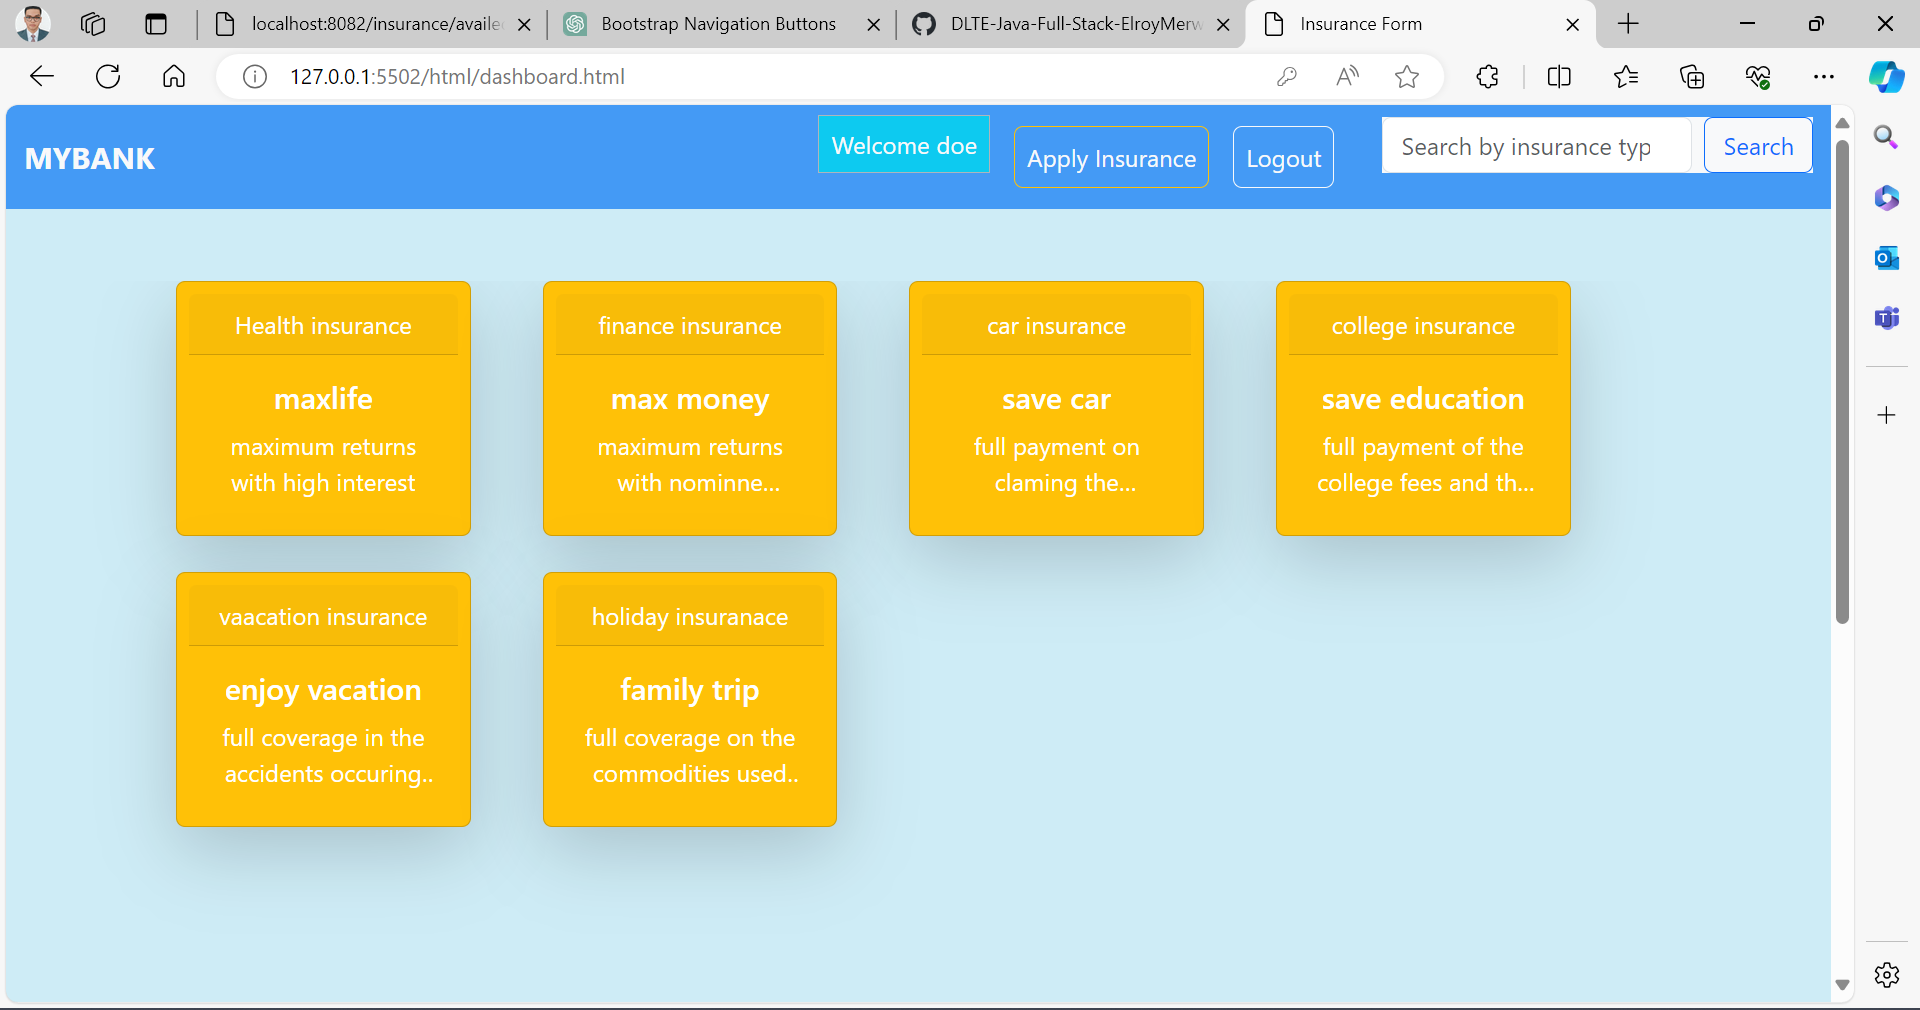 localhost:8082/insurance/availe
Bootstrap Navigation Buttons
DLTE-Java-Full-Stack-ElroyMerw
Insurance Form
127.0.0.1:5502/html/dashboard.html
MYBANK
Welcome doe
Apply Insurance
Logout
Search by insurance typ
Search
Health insurance
maxlife
maximum returns
with high interest
finance insurance
max money
maximum returns
with nominne...
car insurance
save car
full payment on
claming the...
college insurance
save education
full payment of the
college fees and th...
vaacation insurance
enjoy vacation
full coverage in the
accidents occuring..
holiday insuranace
family trip
full coverage on the
commodities used..